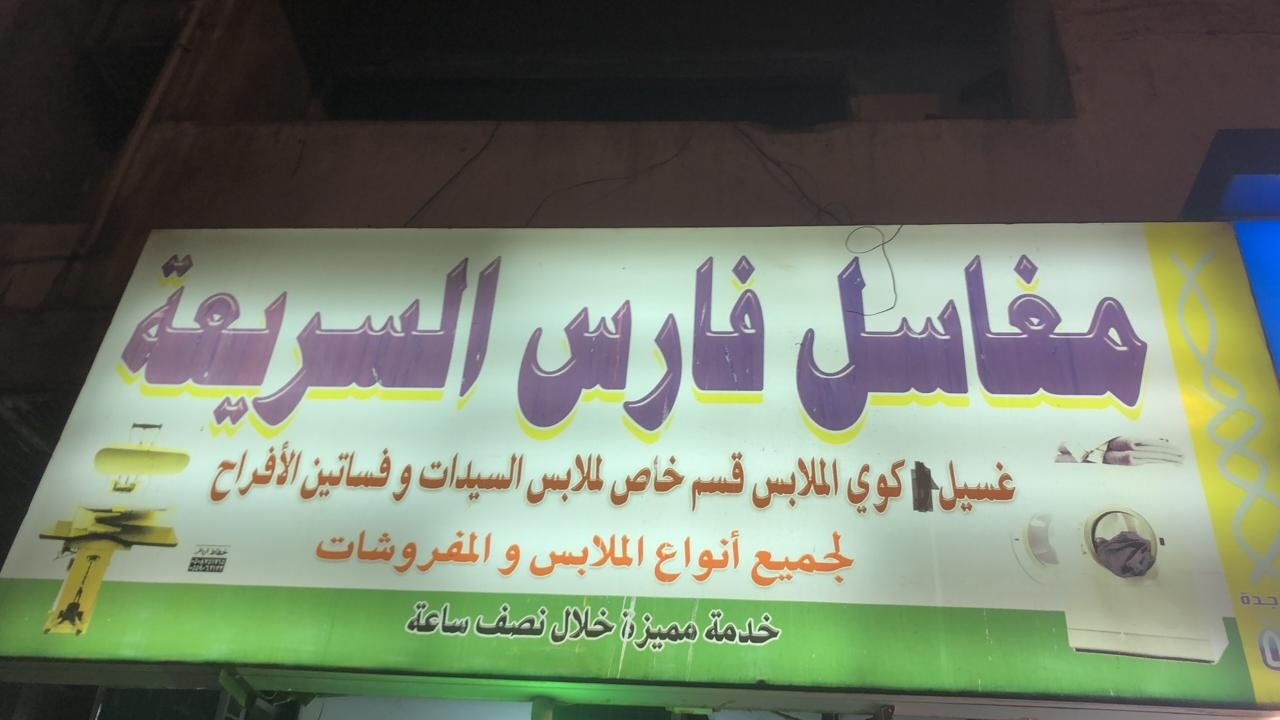 مغاسل فارس السريعة
غسيل كوي الملابس قسم خاص لملابس السيدات و فساتين الأفراح
لجميع أنواع الملابس و المفروشات
خدمة مميزة خلال نصف ساعة
جدة